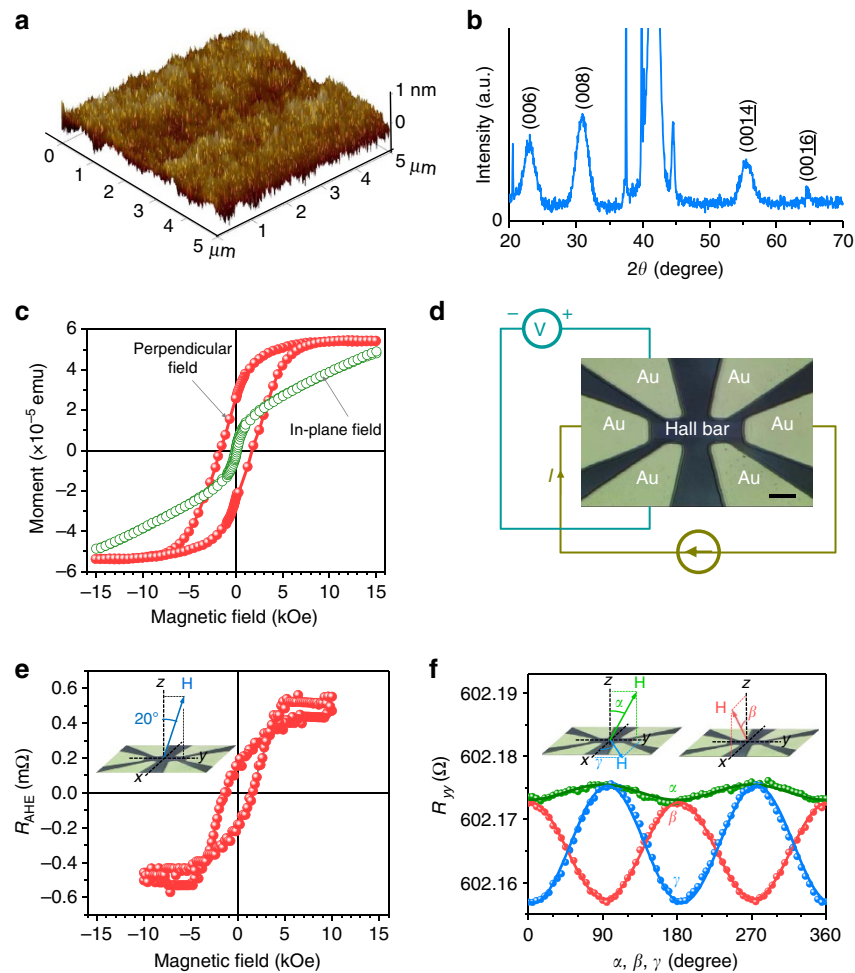 a
1 nm
0
5
4
3
2
1
μm
0
1
2
3
4
5
μm
b
Intensity (a.u.)
0
(006)
(008)
(0014)
(0016)
20 30 40 50 60 70
2θ (degree)
c
Moment (×10–5 emu)
6
4
2
0
–2
–4
–6
Perpendicular
field
In-plane field
–15 –10 –5 0 5 10 15
Magnetic field (kOe)
d
– V +
Au Au
Au Hall bar Au
Au Au
I
e
RAHE (mΩ)
0.6
0.4
0.2
0.0
–0.2
–0.4
–0.6
z H
20°
y
x
–15 –10 –5 0 5 10 15
Magnetic field (kOe)
f
Ryy (Ω)
602.19
602.18
602.17
602.16
z H
α
γ H
y
x
z
H β
y
x
α
β
γ
0 90 180 270 360
α, β, γ (degree)